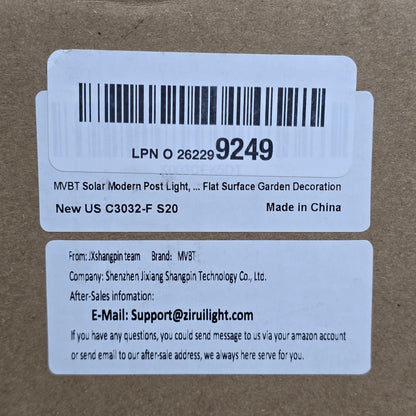 LPN O 262299249
MVBT Solar Modern Post Light, ... Flat Surface Garden Decoration
New US C3032-F S20 Made in China
From: JXshangpin team Brand: MVBT
Company: Shenzhen Jixiang Shangpin Technology Co., Ltd.
After-Sales infomation:
E-Mail: Support@ziruilight.com
If you have any questions, you could send message to us via your amazon account
or send email to our after-sale address, we always here serve for you.